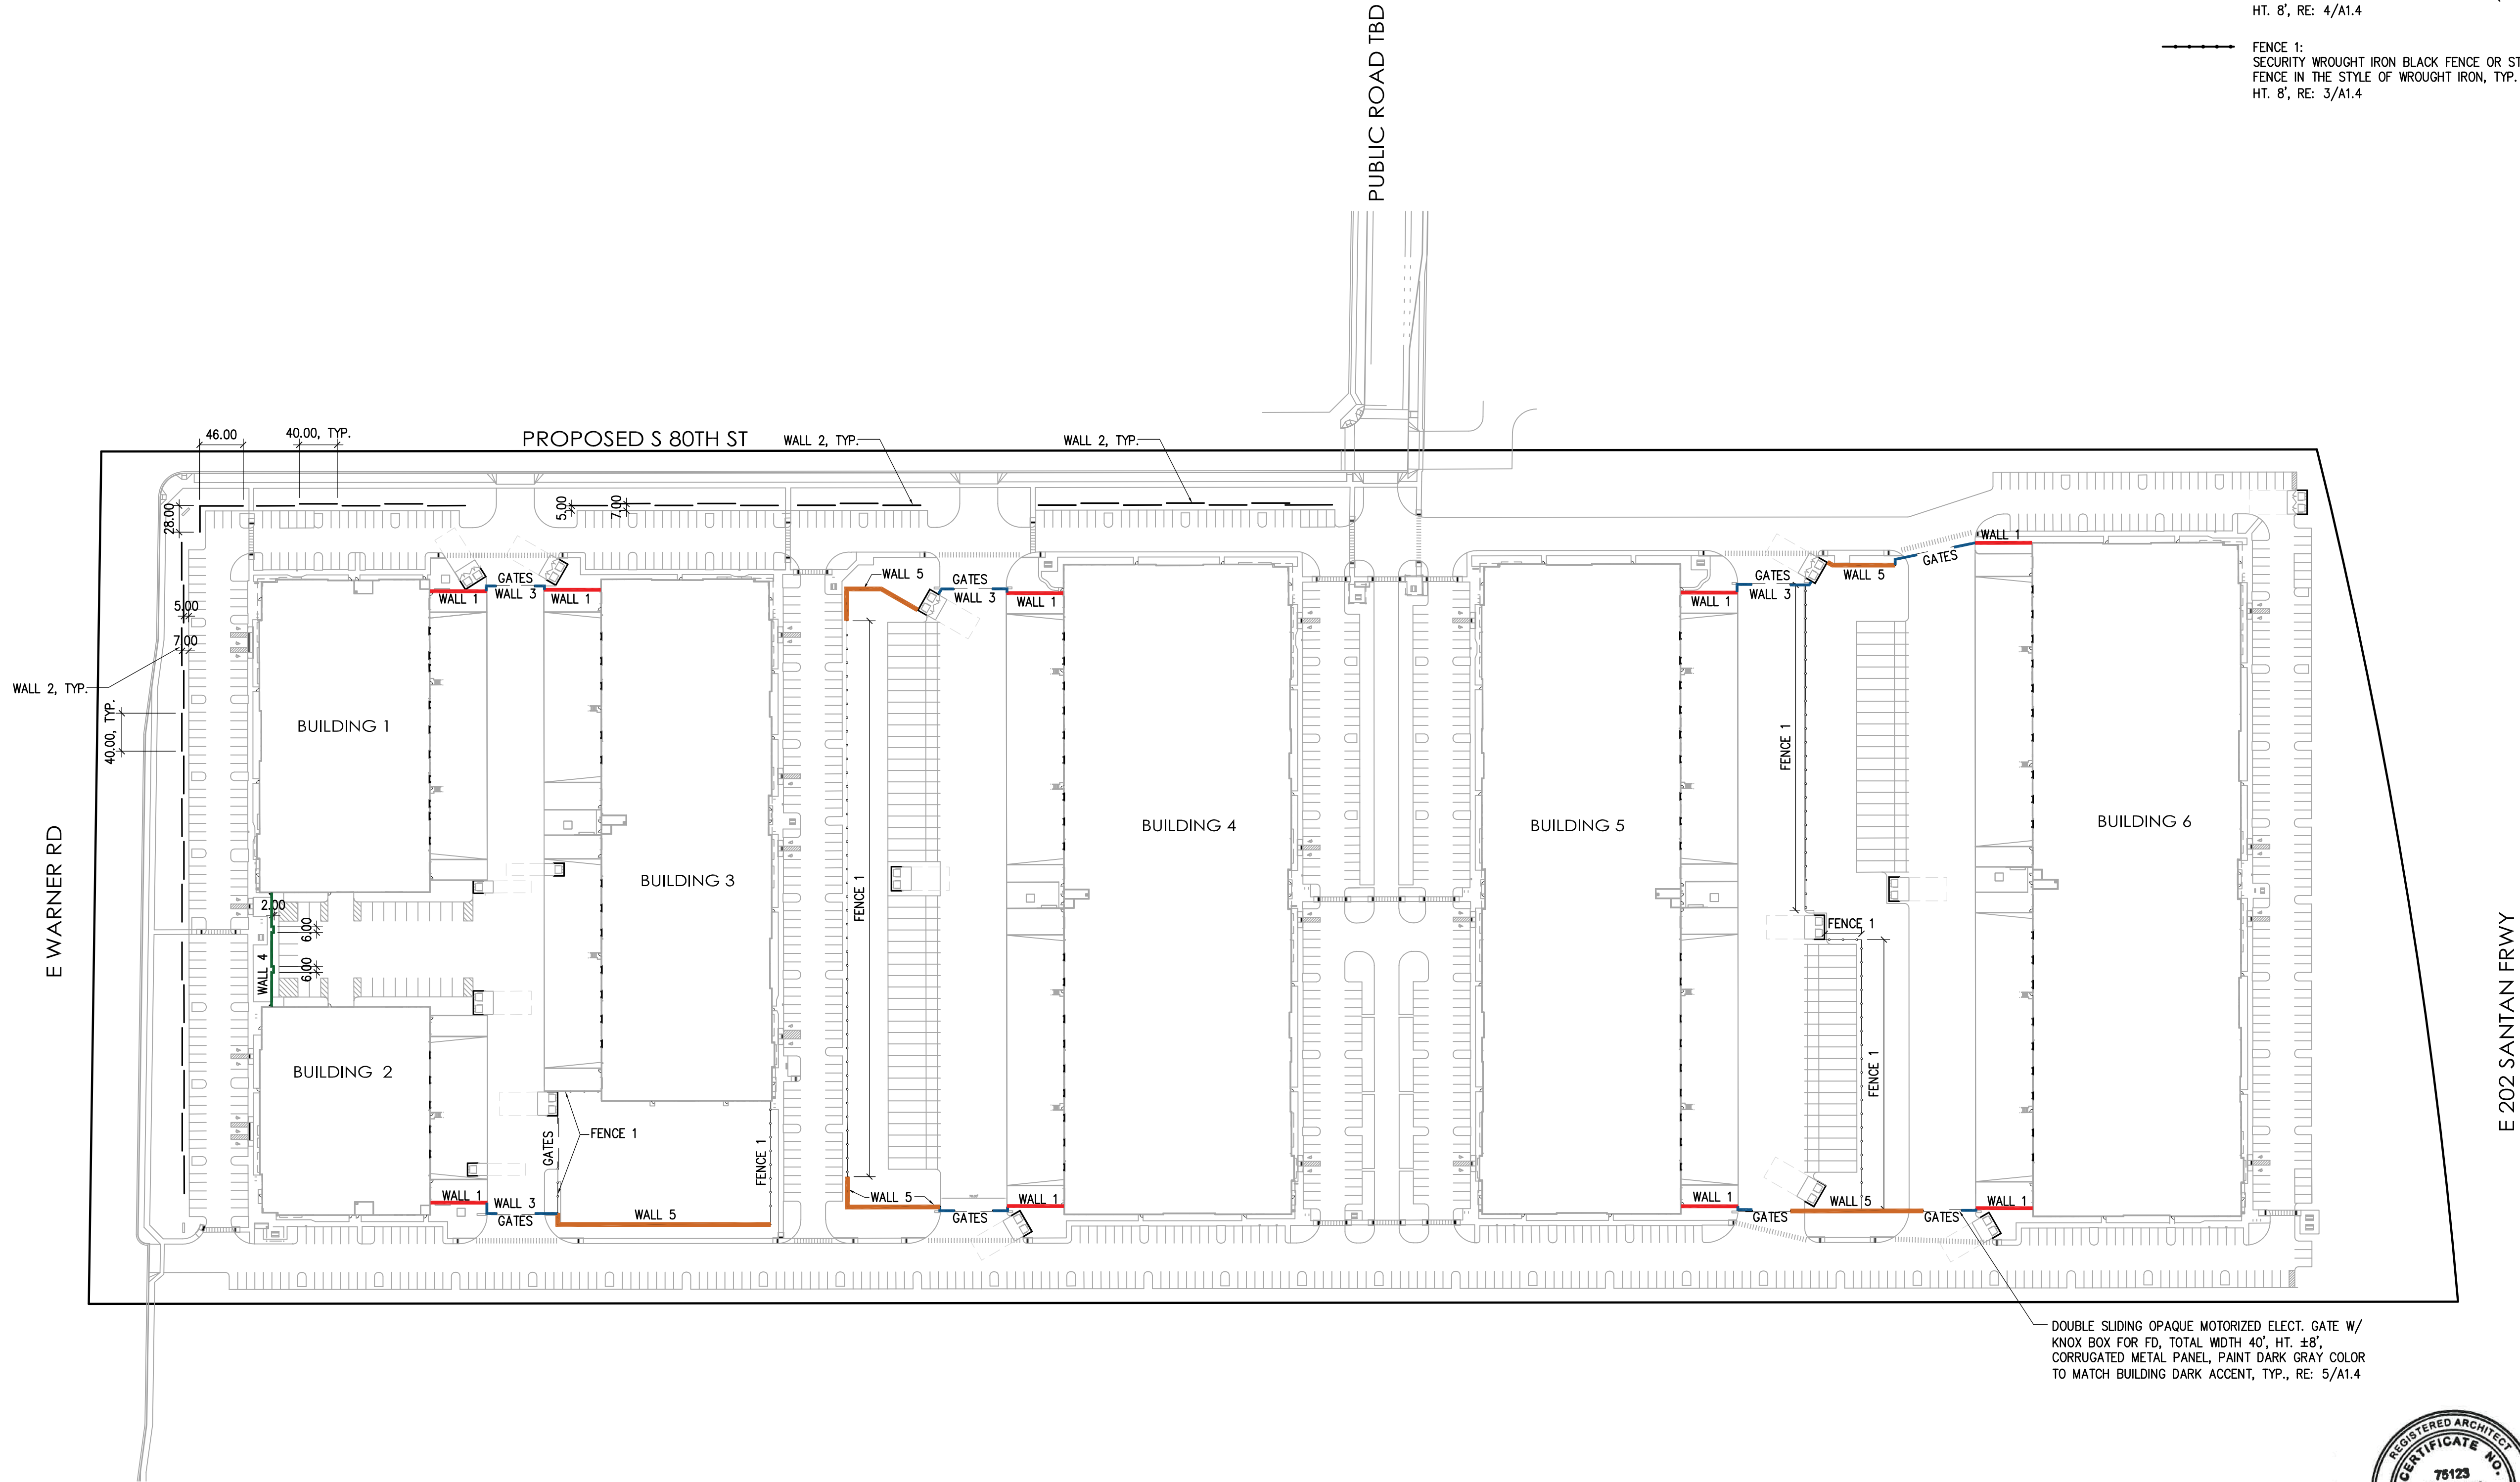 HT. 8', RE: 4/A1.4
FENCE 1:
SECURITY WROUGHT IRON BLACK FENCE OR ST
FENCE IN THE STYLE OF WROUGHT IRON, TYP.
HT. 8', RE: 3/A1.4
PUBLIC ROAD TBD
46.00
40.00, TYP.
PROPOSED S 80TH ST
WALL 2, TYP.
WALL 2, TYP.
28.00
5.00
7.00
5.00
7.00
WALL 2, TYP.
40.00, TYP.
E WARNER RD
GATES
WALL 1
WALL 3
WALL 1
WALL 5
GATES
WALL 3
WALL 1
WALL 1
GATES
WALL 3
WALL 5
GATES
WALL 1
BUILDING 1
BUILDING 3
BUILDING 4
BUILDING 5
BUILDING 6
FENCE 1
FENCE 1
FENCE 1
FENCE 1
2.00
6.00
6.00
WALL 4
BUILDING 2
GATES
FENCE 1
FENCE 1
WALL 1
WALL 3
GATES
WALL 5
WALL 5
GATES
WALL 1
WALL 1
GATES
WALL 5
GATES
WALL 1
E 202 SANTAN FRWY
DOUBLE SLIDING OPAQUE MOTORIZED ELECT. GATE W/
KNOX BOX FOR FD, TOTAL WIDTH 40', HT. ±8',
CORRUGATED METAL PANEL, PAINT DARK GRAY COLOR
TO MATCH BUILDING DARK ACCENT, TYP., RE: 5/A1.4
REGISTERED ARCHITECT
CERTIFICATE NO.
75123